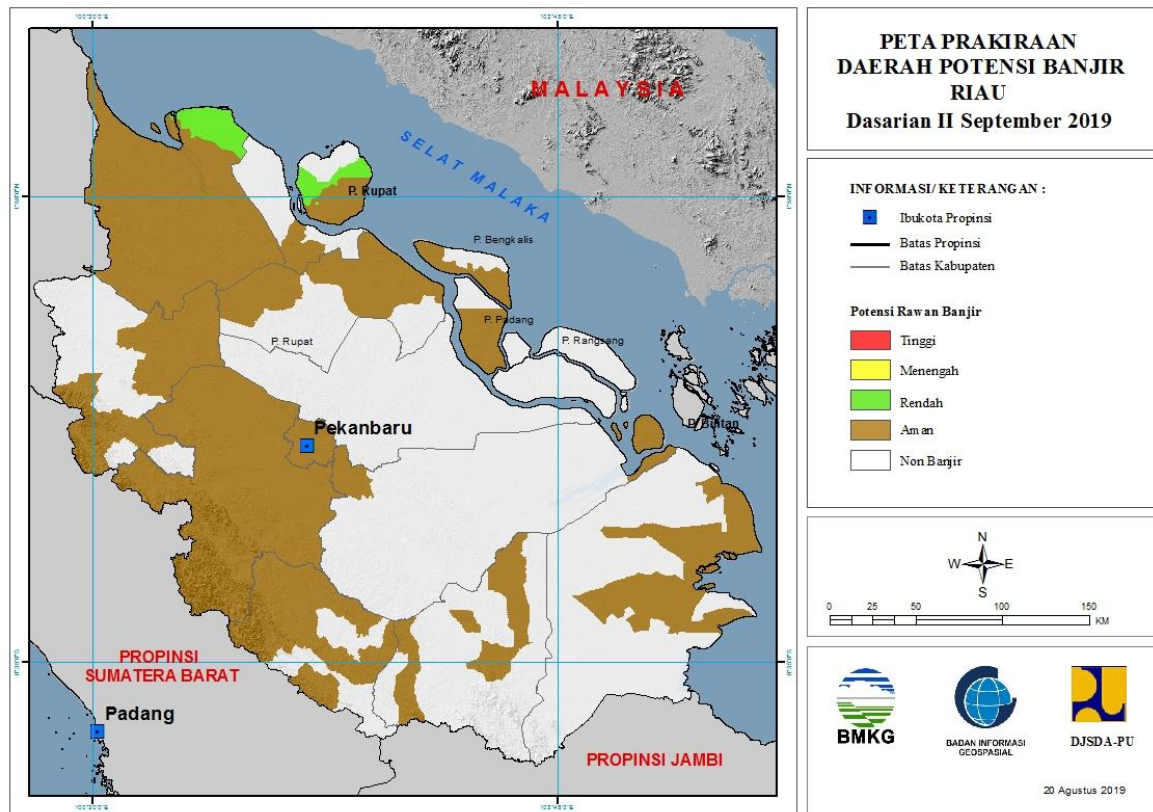 PETA PRAKIRAAN
DAERAH POTENSI BANJIR
RIAU
Dasarian II September 2019
MALAYSIA
SELAT MALAKA
P. Rupat
P. Bengkalis
P. Padang
P. Rangsang
P. Rupat
P. Bintan
Pekanbaru
PROPINSI
SUMATERA BARAT
Padang
PROPINSI JAMBI
INFORMASI/ KETERANGAN :
Ibukota Propinsi
Batas Propinsi
Batas Kabupaten
Potensi Rawan Banjir
Tinggi
Menengah
Rendah
Aman
Non Banjir
N
W E
S
0 25 50 100 150
KM
BMKG
BADAN INFORMASI
GEOSPASIAL
DJSDA-PU
20 Agustus 2019